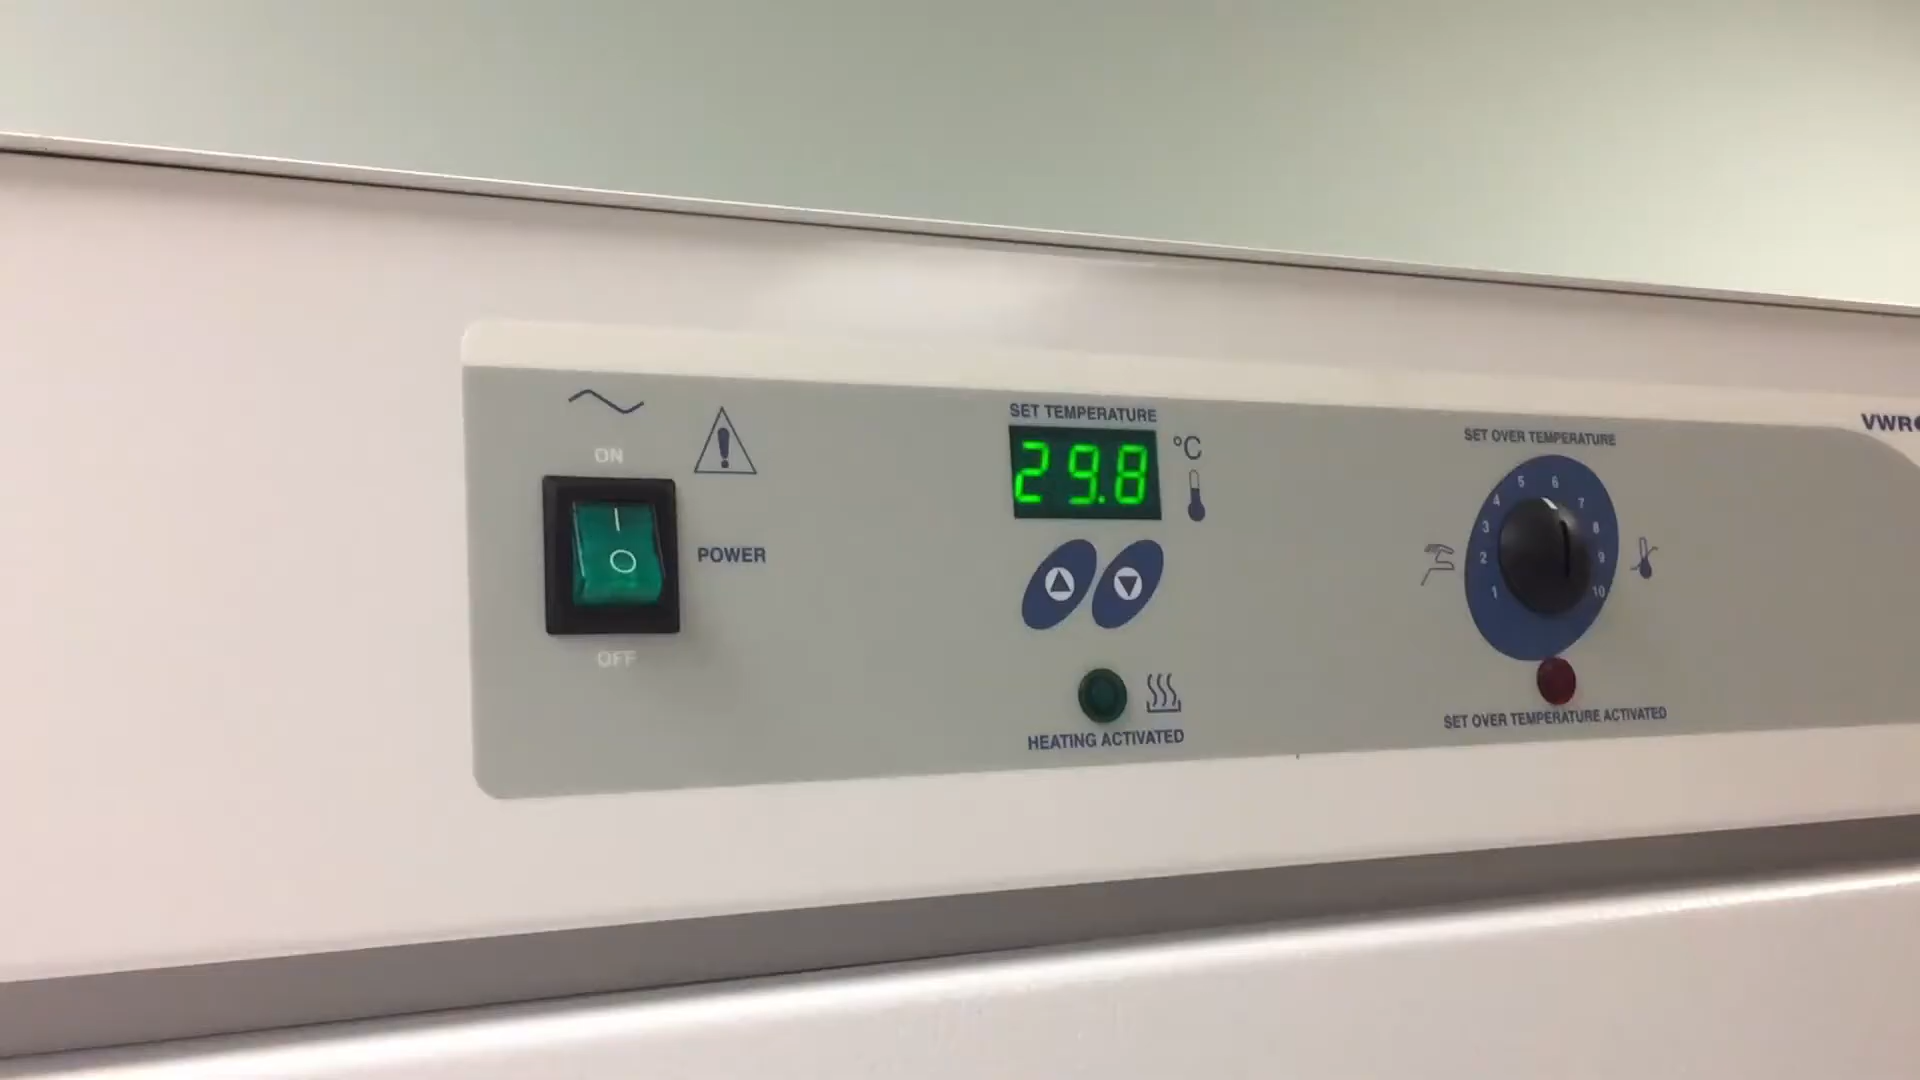 ON
POWER
OFF
SET TEMPERATURE
29.8
°C
HEATING ACTIVATED
SET OVER TEMPERATURE
1
2
3
4
5
6
7
8
9
10
SET OVER TEMPERATURE ACTIVATED
VWR